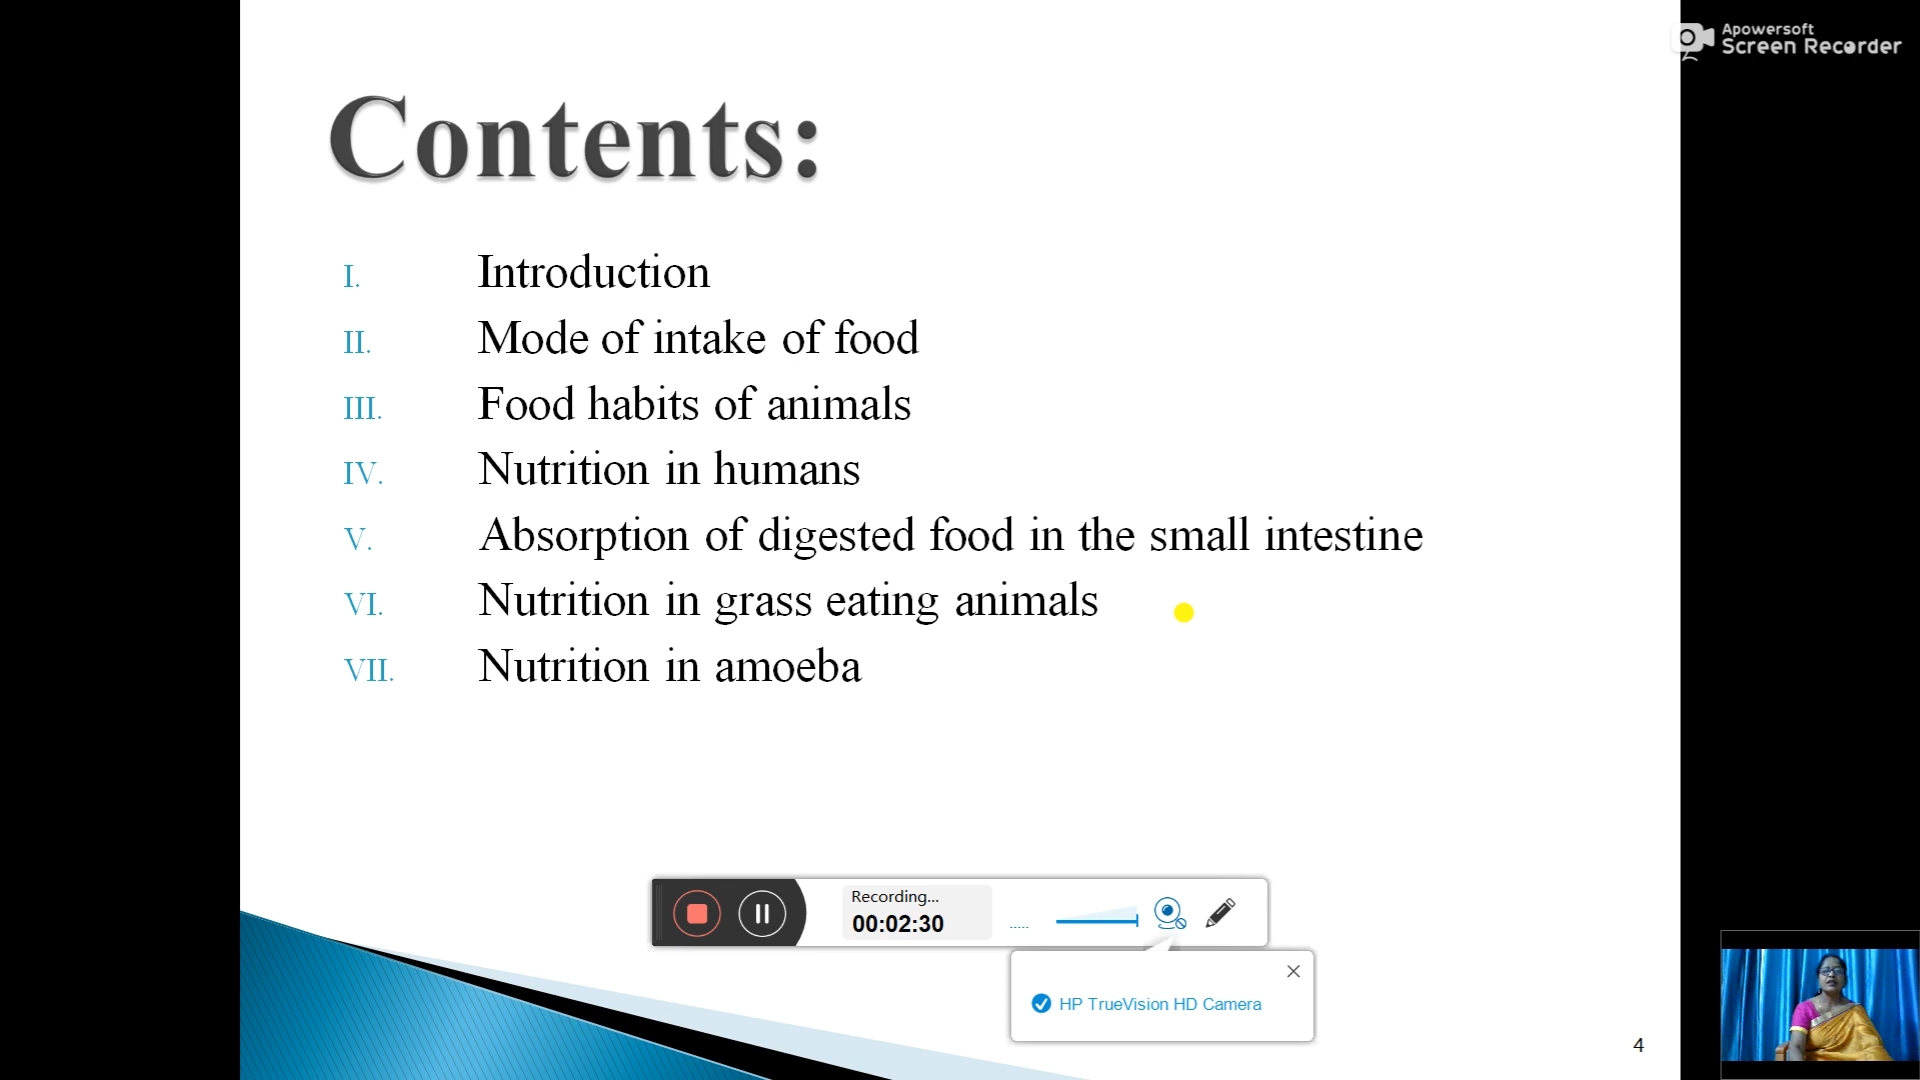 Apowersoft
Screen Recorder
Contents:
I. Introduction
II. Mode of intake of food
III. Food habits of animals
IV. Nutrition in humans
V. Absorption of digested food in the small intestine
VI. Nutrition in grass eating animals
VII. Nutrition in amoeba
Recording...
00:02:30
HP TrueVision HD Camera
4